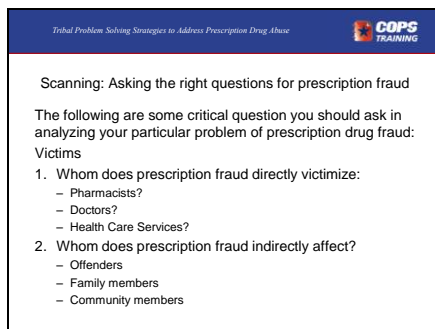 Tribal Problem Solving Strategies to Address Prescription Drug Abuse
COPS
TRAINING
Scanning: Asking the right questions for prescription fraud
The following are some critical question you should ask in
analyzing your particular problem of prescription drug fraud:
Victims
1. Whom does prescription fraud directly victimize:
– Pharmacists?
– Doctors?
– Health Care Services?
2. Whom does prescription fraud indirectly affect?
– Offenders
– Family members
– Community members